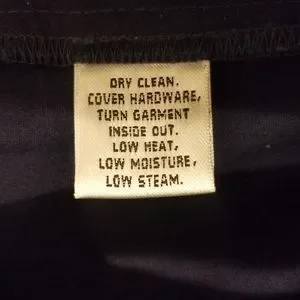 DRY CLEAN.
COVER HARDWARE,
TURN GARMENT
INSIDE OUT.
LOW HEAT,
LOW MOISTURE,
LOW STEAM.